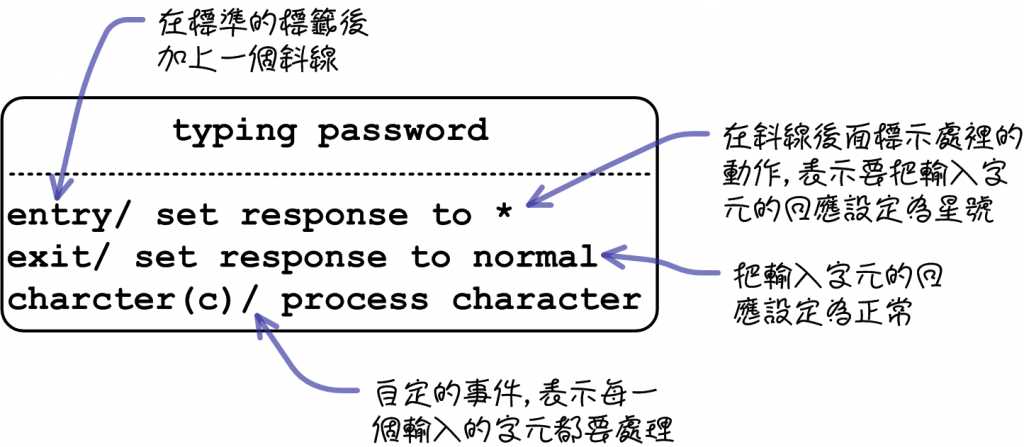 在標準的標籤後
加上一個斜線
typing password
entry/ set response to *
exit/ set response to normal
charcter(c)/ process character
在斜線後面標示處裡的
動作,表示要把輸入字
元的回應設定為星號
把輸入字元的回
應設定為正常
自定的事件,表示每一
個輸入的字元都要處理